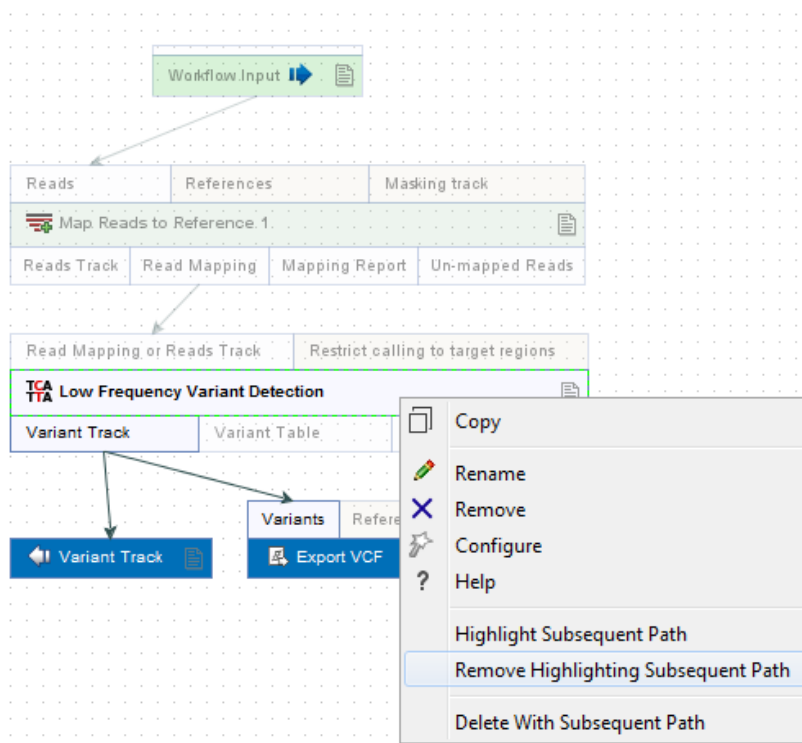 Workflow Input
Reads References Masking track
Map Reads to Reference 1
Reads Track Read Mapping Mapping Report Un-mapped Reads
Read Mapping or Reads Track Restrict calling to target regions
TCA
TTA Low Frequency Variant Detection
Variant Track Variant Table
Variants Refere
Variant Track Export VCF
Copy
Rename
Remove
Configure
? Help
Highlight Subsequent Path
Remove Highlighting Subsequent Path
Delete With Subsequent Path